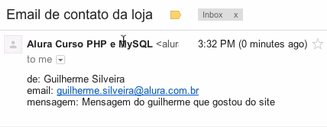 Email de contato da loja Inbox x
Alura Curso PHP e MySQL <alur 3:32 PM (0 minutes ago)
to me
de: Guilherme Silveira
email: guilherme.silveira@alura.com.br
mensagem: Mensagem do guilherme que gostou do site